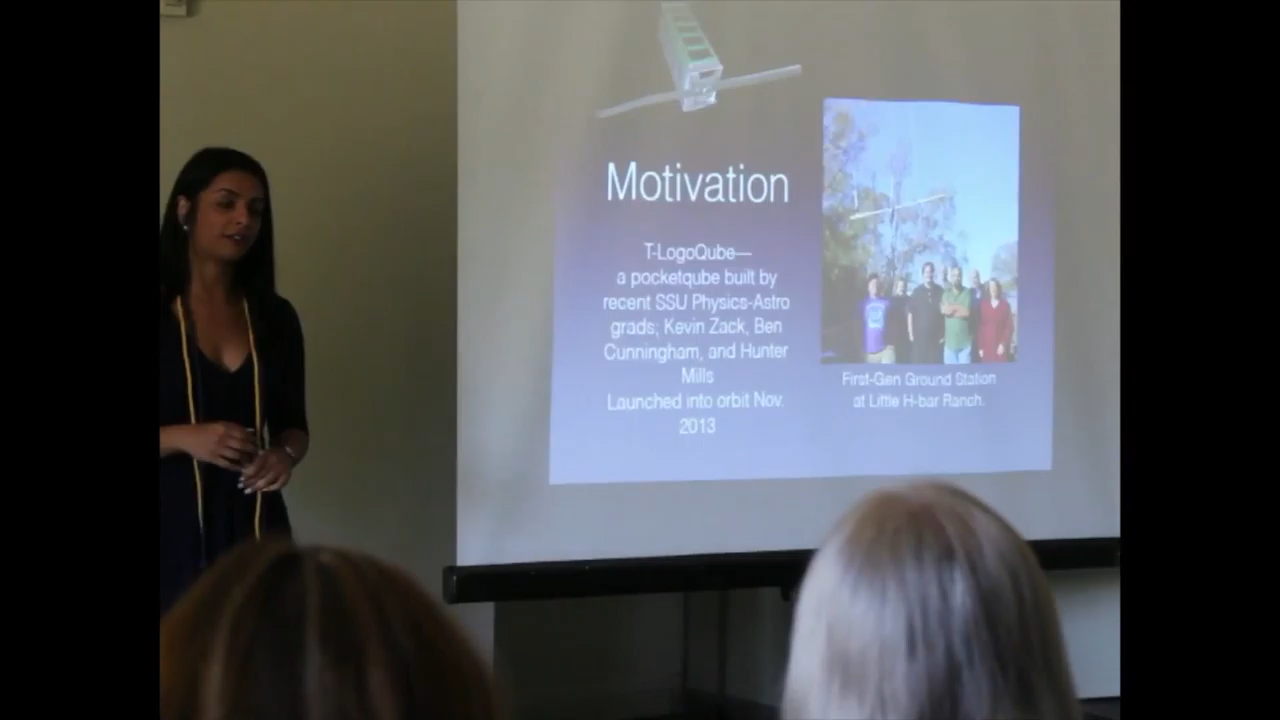 Motivation
T-LogoQube—
a pocketqube built by
recent SSU Physics-Astro
grads; Kevin Zack, Ben
Cunningham, and Hunter
Mills
Launched into orbit Nov.
2013
First-Gen Ground Station
at Little H-bar Ranch.